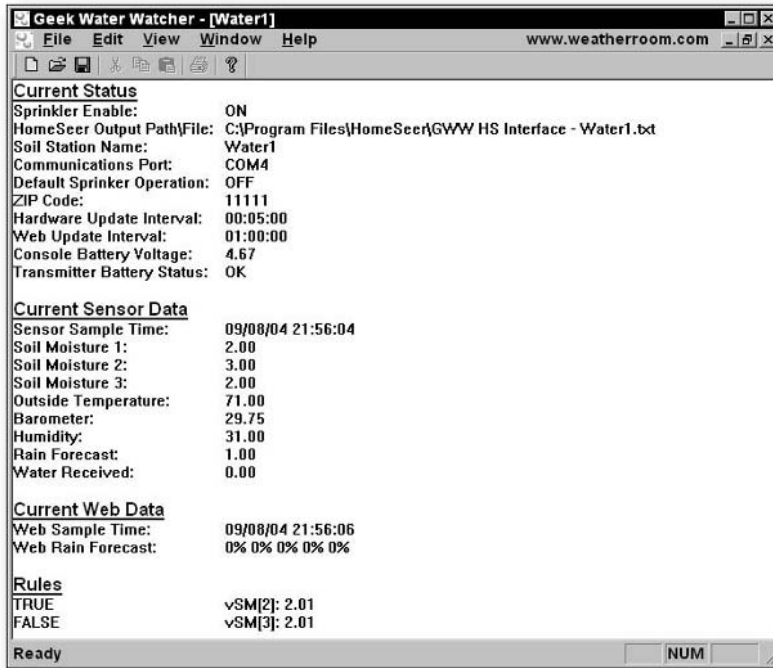 Geek Water Watcher - [Water1]
File Edit View Window Help www.weatherroom.com
Current Status
Sprinkler Enable: ON
HomeSeer Output Path\File: C:\Program Files\HomeSeer\GWW HS Interface - Water1.txt
Soil Station Name: Water1
Communications Port: COM4
Default Sprinker Operation: OFF
ZIP Code: 11111
Hardware Update Interval: 00:05:00
Web Update Interval: 01:00:00
Console Battery Voltage: 4.67
Transmitter Battery Status: OK
Current Sensor Data
Sensor Sample Time: 09/08/04 21:56:04
Soil Moisture 1: 2.00
Soil Moisture 2: 3.00
Soil Moisture 3: 2.00
Outside Temperature: 71.00
Barometer: 29.75
Humidity: 31.00
Rain Forecast: 1.00
Water Received: 0.00
Current Web Data
Web Sample Time: 09/08/04 21:56:06
Web Rain Forecast: 0% 0% 0% 0% 0%
Rules
TRUE vSM[2]: 2.01
FALSE vSM[3]: 2.01
Ready NUM